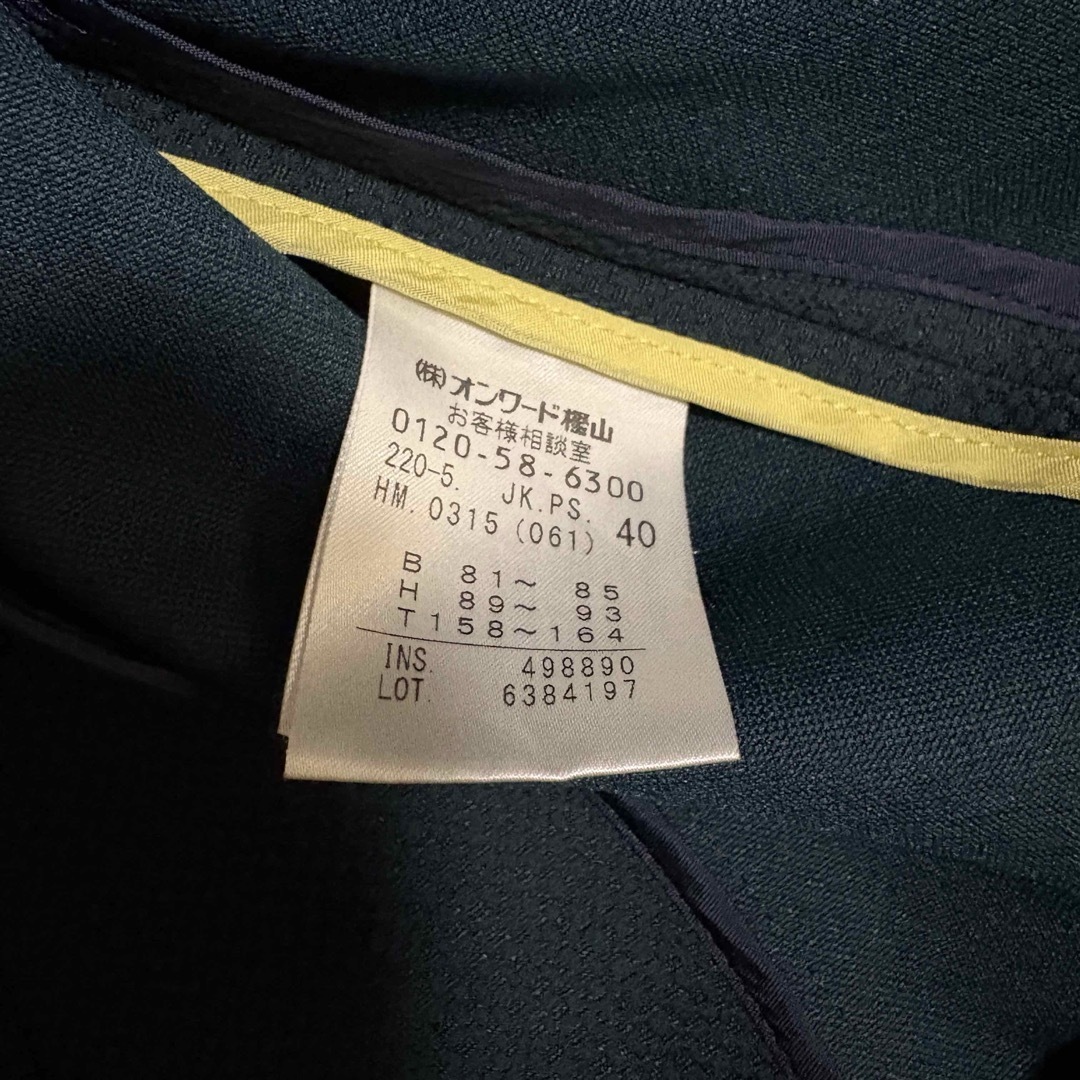 (株)オンワード樫山
お客様相談室
0120-58-6300
220-5. JK.PS. 40
HM. 0315 (061)
B 81～ 85
H 89～ 93
T 158～164
INS. 498890
LOT. 6384197